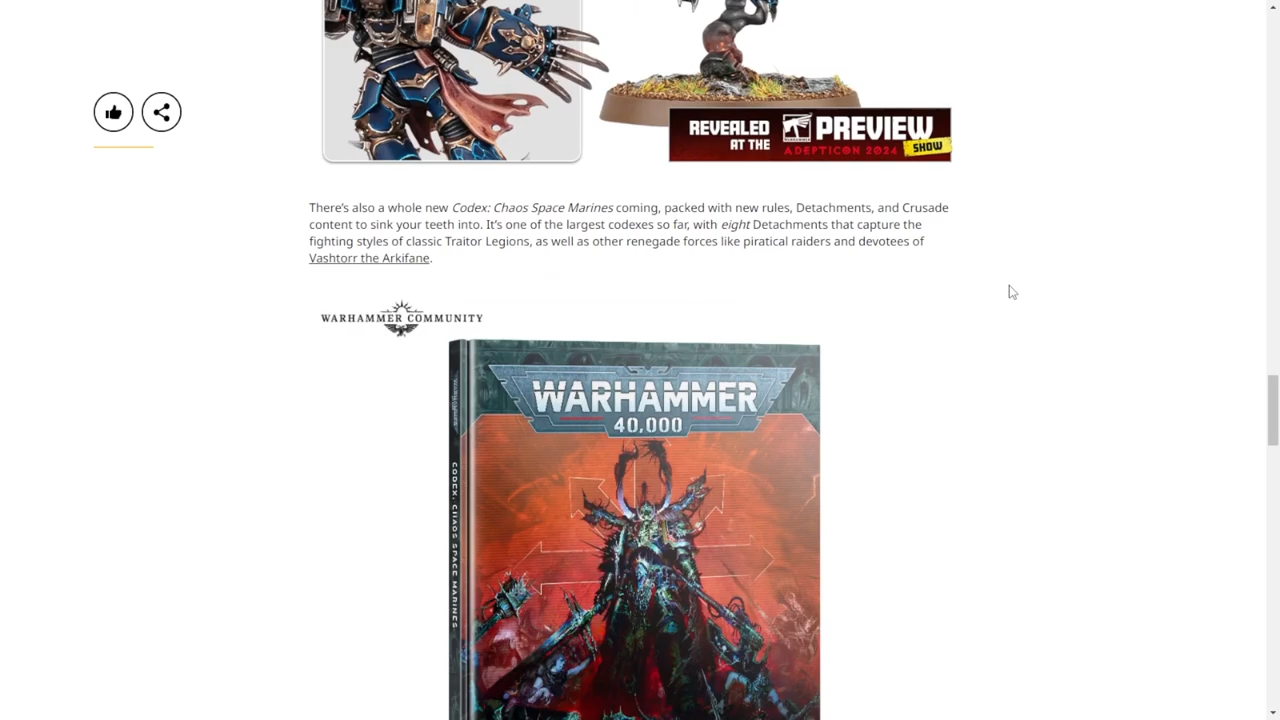 REVEALED
AT THE
PREVIEW
ADEPTICON 2024
SHOW
There's also a whole new Codex: Chaos Space Marines coming, packed with new rules, Detachments, and Crusade
content to sink your teeth into. It's one of the largest codexes so far, with eight Detachments that capture the
fighting styles of classic Traitor Legions, as well as other renegade forces like piratical raiders and devotees of
Vashtorr the Arkifane.
WARHAMMER COMMUNITY
WARHAMMER
40,000
CODEX: CHAOS SPACE MARINES